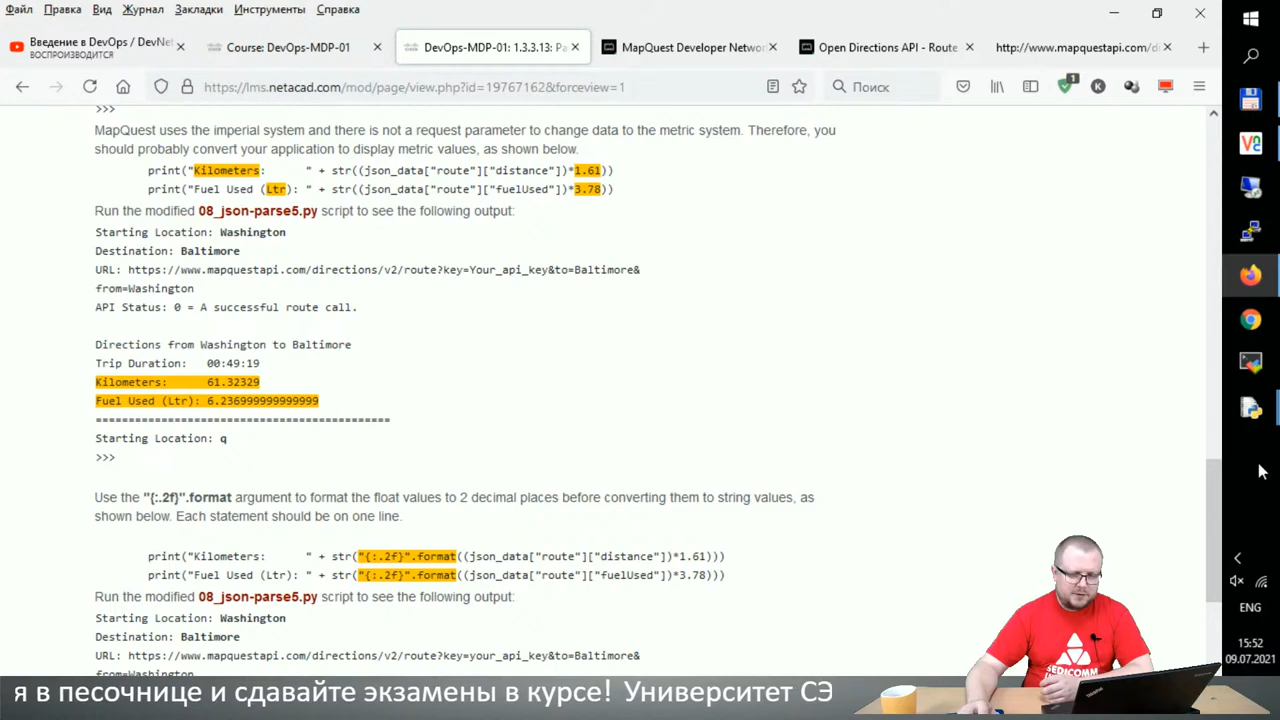 Файл Правка Вид Журнал Закладки Инструменты Справка
Введение в DevOps / DevNet
ВОСПРОИЗВОДИТСЯ
Course: DevOps-MDP-01
DevOps-MDP-01: 1.3.3.13: Pa
MapQuest Developer Network
Open Directions API - Route
http://www.mapquestapi.com/di
https://lms.netacad.com/mod/page/view.php?id=19767162&forceview=1
Поиск
1
>>>
MapQuest uses the imperial system and there is not a request parameter to change data to the metric system. Therefore, you
should probably convert your application to display metric values, as shown below.
print("Kilometers:      " + str((json_data["route"]["distance"])*1.61))
print("Fuel Used (Ltr): " + str((json_data["route"]["fuelUsed"])*3.78))
Run the modified 08_json-parse5.py script to see the following output:
Starting Location: Washington
Destination: Baltimore
URL: https://www.mapquestapi.com/directions/v2/route?key=Your_api_key&to=Baltimore&
from=Washington
API Status: 0 = A successful route call.
Directions from Washington to Baltimore
Trip Duration:   00:49:19
Kilometers:      61.32329
Fuel Used (Ltr): 6.236999999999999
=============================================
Starting Location: q
>>>
Use the "{:.2f}".format argument to format the float values to 2 decimal places before converting them to string values, as
shown below. Each statement should be on one line.
print("Kilometers:      " + str("{:.2f}".format((json_data["route"]["distance"])*1.61)))
print("Fuel Used (Ltr): " + str("{:.2f}".format((json_data["route"]["fuelUsed"])*3.78)))
Run the modified 08_json-parse5.py script to see the following output:
Starting Location: Washington
Destination: Baltimore
URL: https://www.mapquestapi.com/directions/v2/route?key=your_api_key&to=Baltimore&
from=Washington
ENG
15:52
09.07.2021
SEDICOMM
я в песочнице и сдавайте экзамены в курсе! Университет СЭ